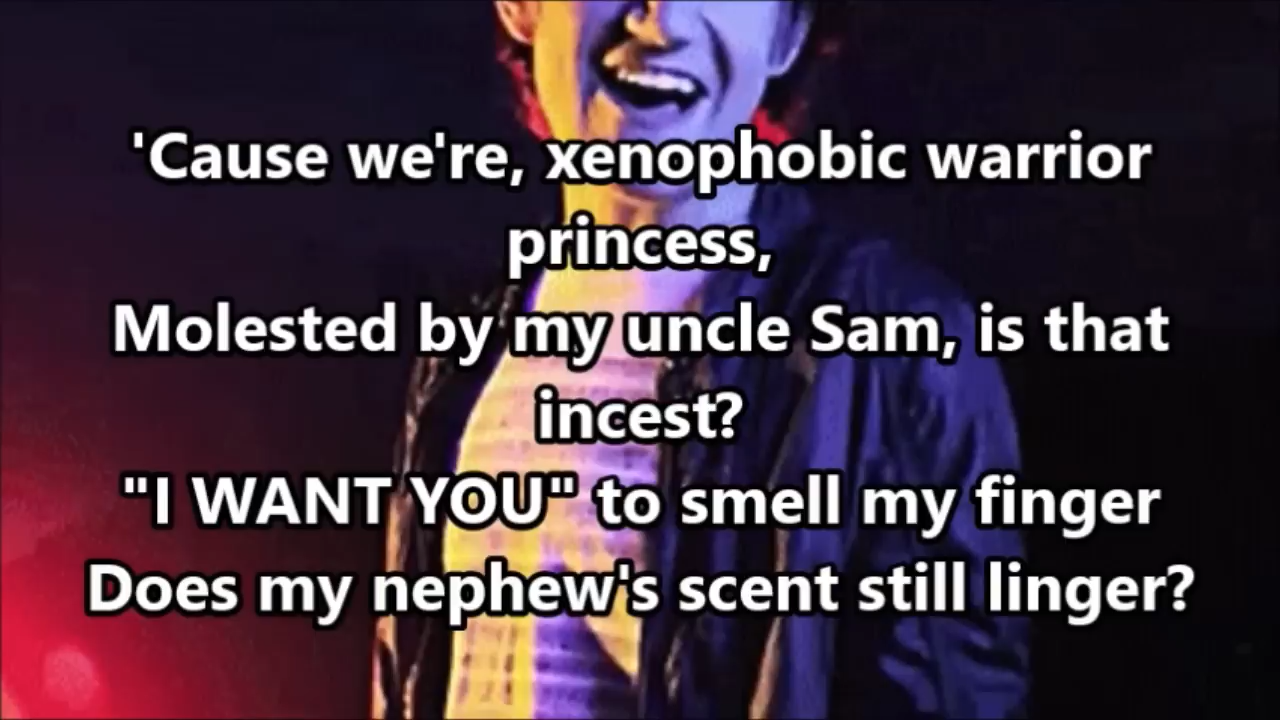 'Cause we're, xenophobic warrior
princess,
Molested by my uncle Sam, is that
incest?
"I WANT YOU" to smell my finger
Does my nephew's scent still linger?